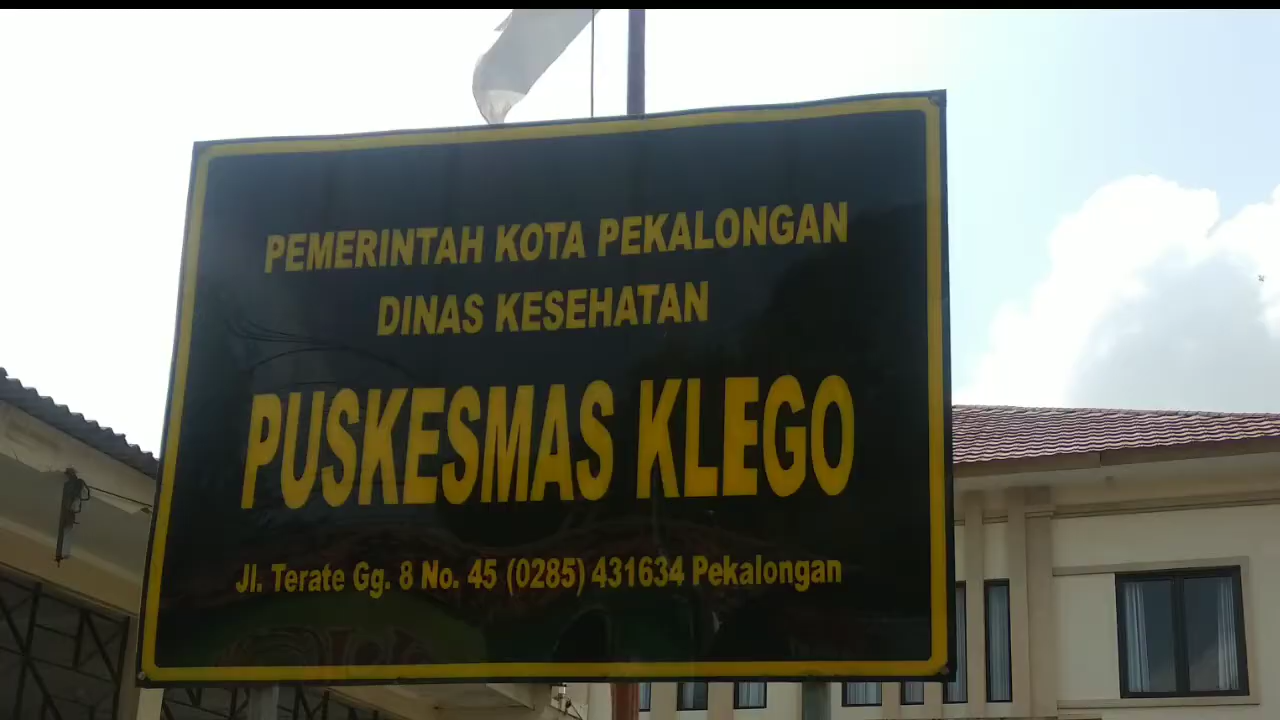 PEMERINTAH KOTA PEKALONGAN
DINAS KESEHATAN
PUSKESMAS KLEGO
Jl. Terate Gg. 8 No. 45 (0285) 431634 Pekalongan